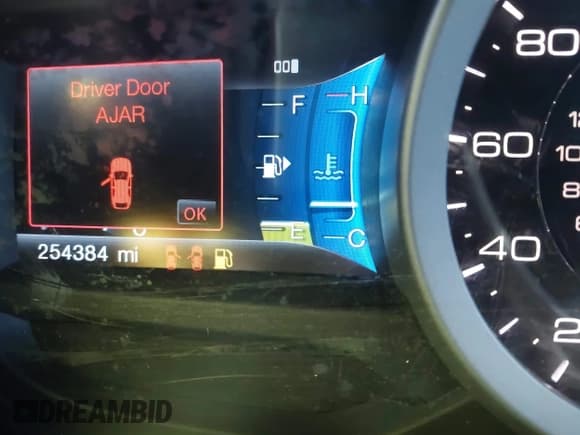 Driver Door
AJAR
OK
F
H
E
C
254384 mi
80
60
40
DREAMBID